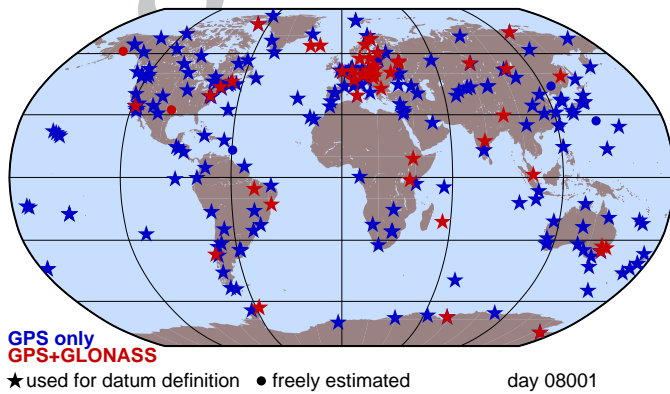 GPS only
GPS+GLONASS
★ used for datum definition ● freely estimated day 08001